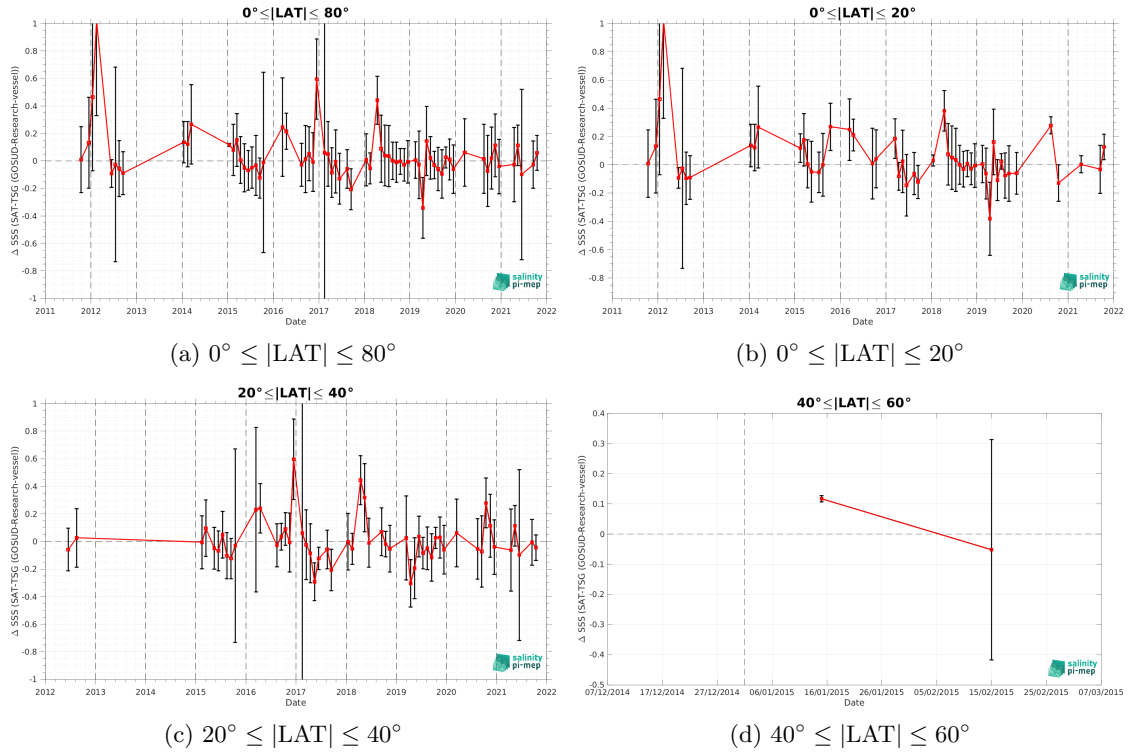 0°≤|LAT|≤ 80°
Δ SSS (SAT-TSG (GOSUD-Research-vessel))
1
0.8
0.6
0.4
0.2
0
-0.2
-0.4
-0.6
-0.8
-1
2011 2012 2013 2014 2015 2016 2017 2018 2019 2020 2021 2022
Date
salinity
pi-mep
(a) 0° ≤ |LAT| ≤ 80°
0°≤|LAT|≤ 20°
Δ SSS (SAT-TSG (GOSUD-Research-vessel))
1
0.8
0.6
0.4
0.2
0
-0.2
-0.4
-0.6
-0.8
2011 2012 2013 2014 2015 2016 2017 2018 2019 2020 2021 2022
Date
salinity
pi-mep
(b) 0° ≤ |LAT| ≤ 20°
20°≤|LAT|≤ 40°
Δ SSS (SAT-TSG (GOSUD-Research-vessel))
1
0.8
0.6
0.4
0.2
0
-0.2
-0.4
-0.6
-0.8
-1
2012 2013 2014 2015 2016 2017 2018 2019 2020 2021 2022
Date
salinity
pi-mep
(c) 20° ≤ |LAT| ≤ 40°
40°≤|LAT|≤ 60°
Δ SSS (SAT-TSG (GOSUD-Research-vessel))
0.4
0.3
0.2
0.1
0
-0.1
-0.2
-0.3
-0.4
-0.5
07/12/2014 17/12/2014 27/12/2014 06/01/2015 16/01/2015 26/01/2015 05/02/2015 15/02/2015 25/02/2015 07/03/2015
Date
salinity
pi-mep
(d) 40° ≤ |LAT| ≤ 60°